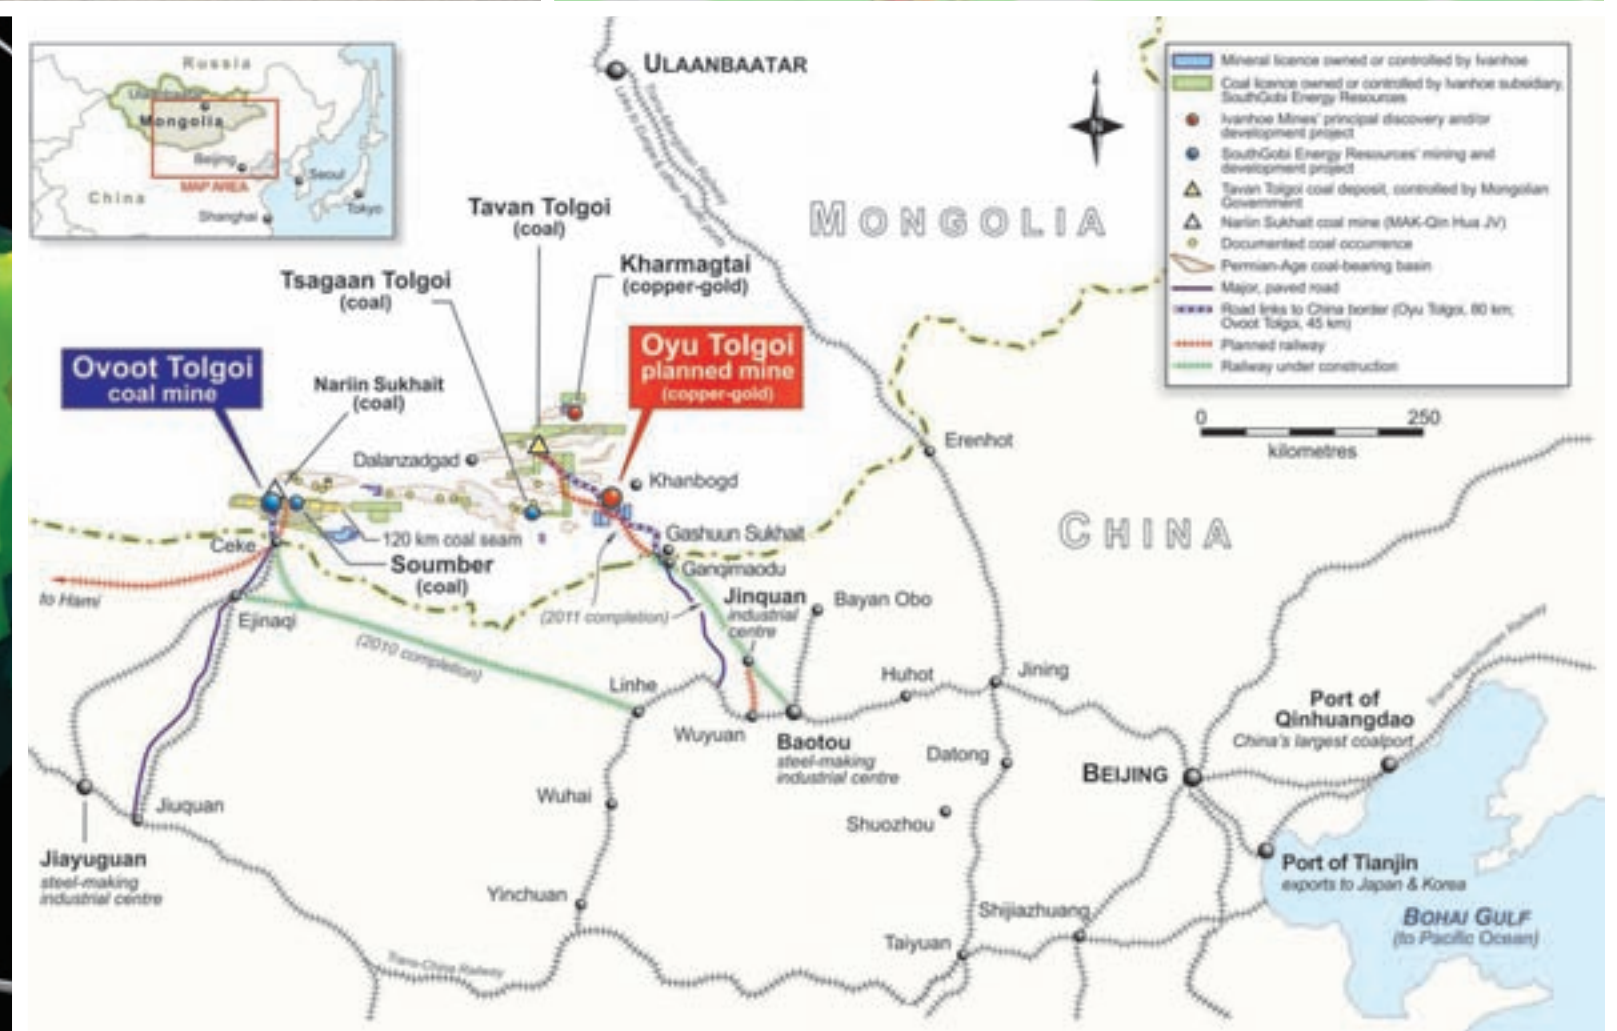 Russia
Ulaanbaatar
Mongolia
Beijing
MAP AREA
China
Seoul
Shanghai
Tokyo
ULAANBAATAR
Trans-Mongolian Railway
N
MONGOLIA
Mineral licence owned or controlled by Ivanhoe
Coal licence owned or controlled by Ivanhoe subsidiary,
SouthGobi Energy Resources
Ivanhoe Mines' principal discovery and/or
development project
SouthGobi Energy Resources' mining and
development project
Tavan Tolgoi coal deposit, controlled by Mongolian
Government
Nariin Sukhait coal mine (MAK-Qin Hua JV)
Documented coal occurrence
Permian-Age coal-bearing basin
Major, paved road
Road links to China border (Oyu Tolgoi, 80 km;
Ovoot Tolgoi, 45 km)
Planned railway
Railway under construction
0 250
kilometres
Tavan Tolgoi
(coal)
Kharmagtai
(copper-gold)
Tsagaan Tolgoi
(coal)
Oyu Tolgoi
planned mine
(copper-gold)
Ovoot Tolgoi
coal mine
Nariin Sukhait
(coal)
Dalanzadgad
Khanbogd
Erenhot
CHINA
Ceke
120 km coal seam
Soumber
(coal)
Gashuun Sukhait
Ganqimaodu
to Hami
Ejinaqi
(2010 completion)
(2011 completion)
Jinquan
industrial
centre
Bayan Obo
Linhe
Huhot
Jining
Wuyuan
Baotou
steel-making
industrial centre
Datong
BEIJING
Port of
Qinhuangdao
China's largest coalport
Wuhai
Shuozhou
Jiuquan
Jiayuguan
steel-making
industrial centre
Port of Tianjin
exports to Japan & Korea
BOHAI GULF
(to Pacific Ocean)
Yinchuan
Shijiazhuang
Taiyuan
Trans-China Railway